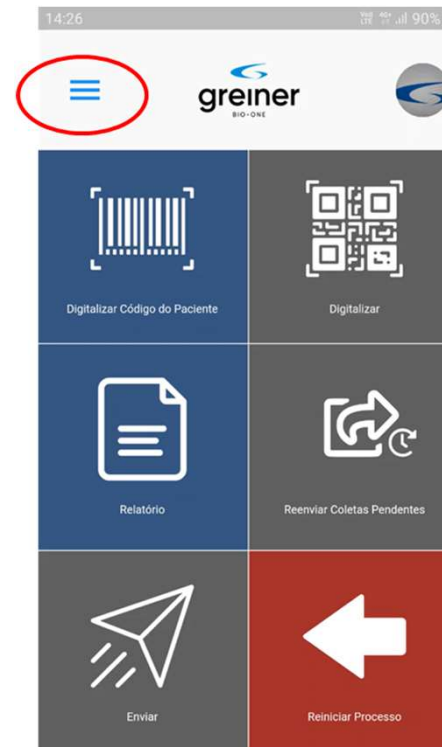 14:26
90%
greiner
BIO-ONE
Digitalizar Código do Paciente
Digitalizar
Relatório
Reenviar Coletas Pendentes
Enviar
Reiniciar Processo